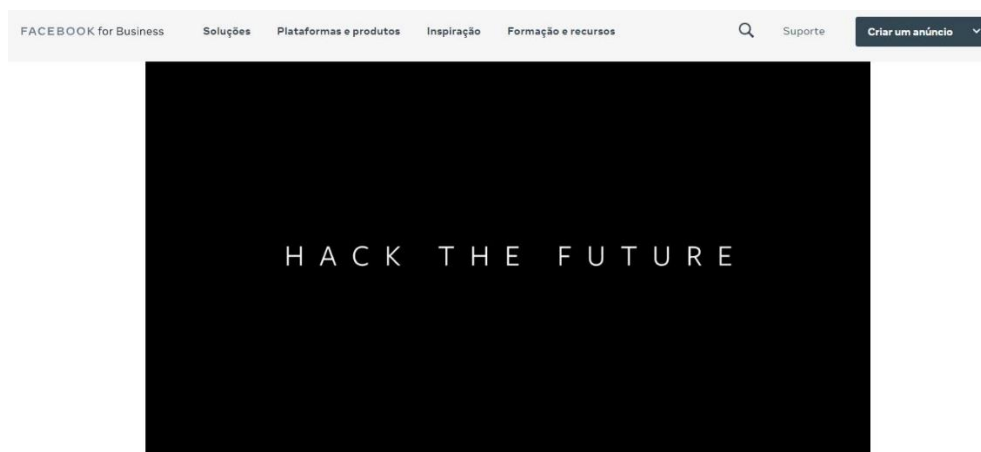 FACEBOOK for Business Soluções Plataformas e produtos Inspiração Formação e recursos Suporte Criar um anúncio
HACK THE FUTURE